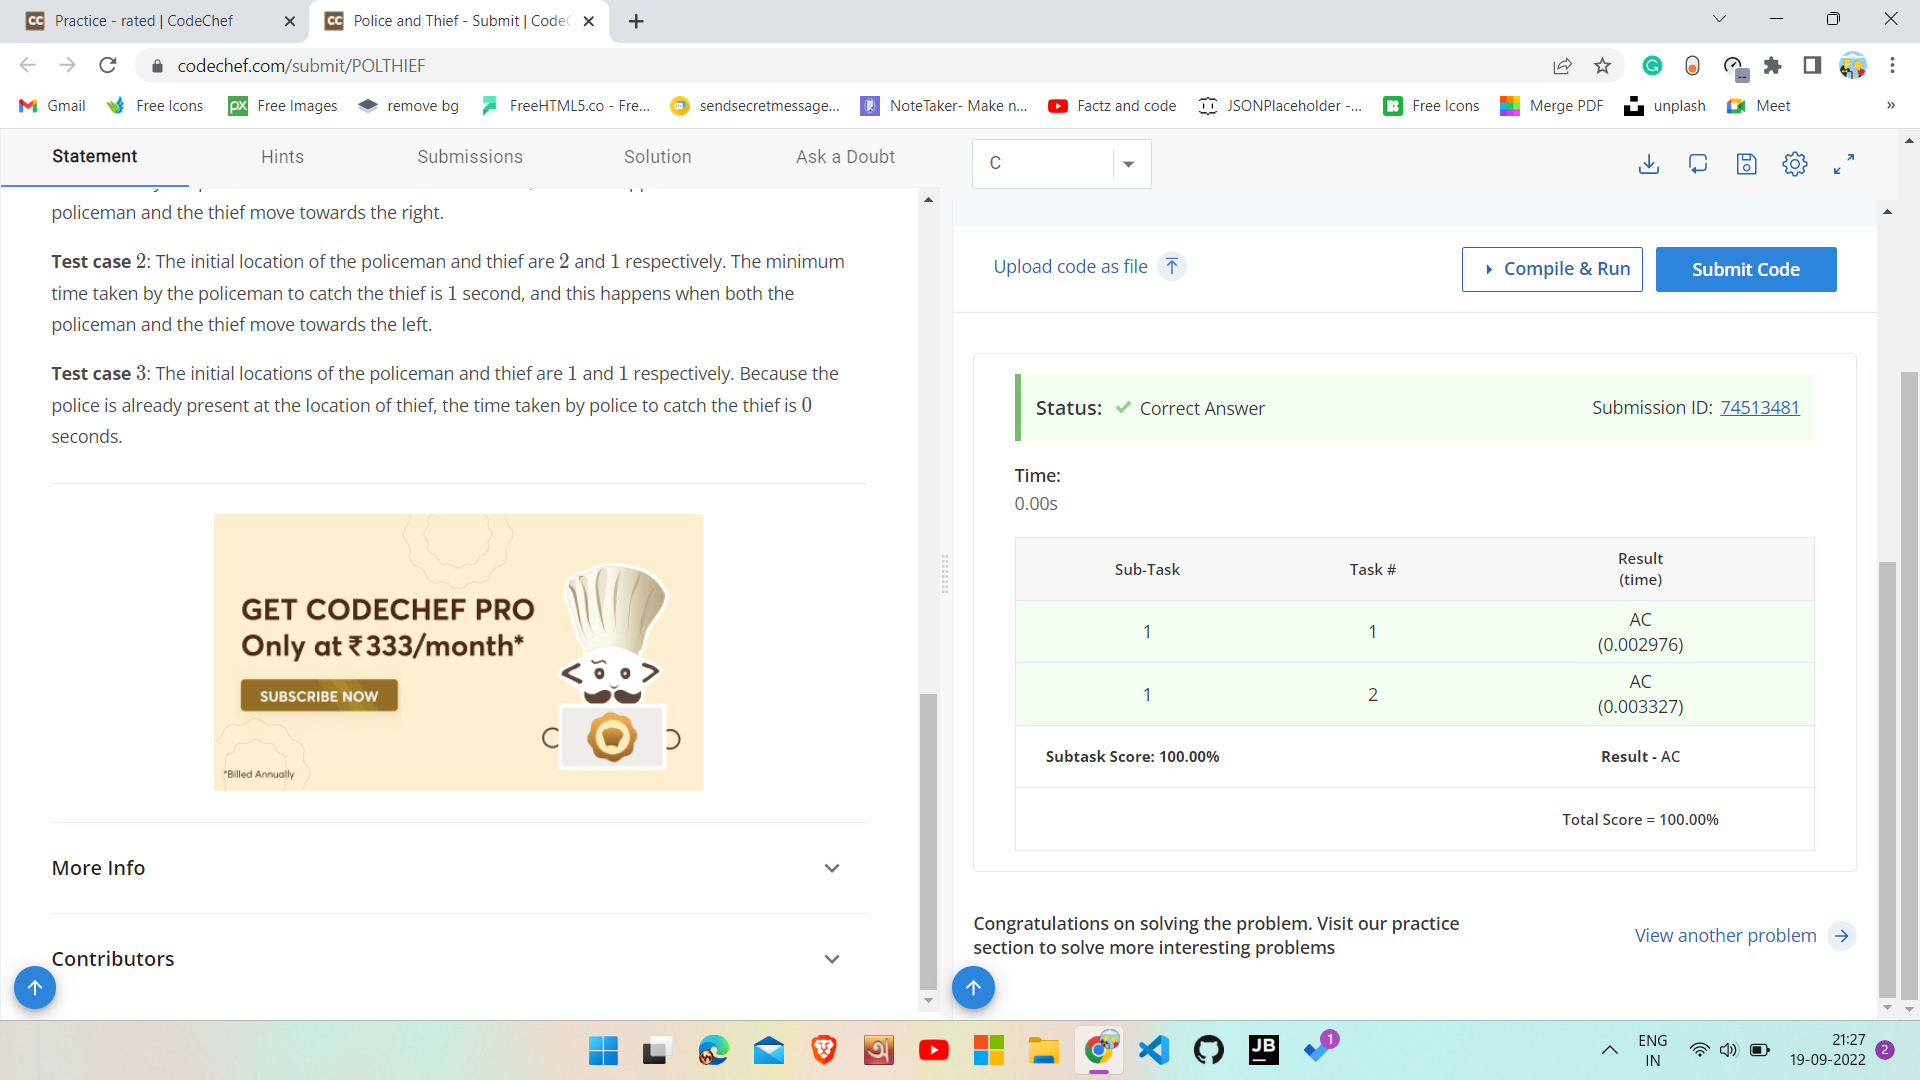 Practice - rated | CodeChef
Police and Thief - Submit | CodeC
codechef.com/submit/POLTHIEF
Gmail
Free Icons
Free Images
remove bg
FreeHTML5.co - Fre...
sendsecretmessage...
NoteTaker- Make n...
Factz and code
JSONPlaceholder -...
Free Icons
Merge PDF
unplash
Meet
»
Statement
Hints
Submissions
Solution
Ask a Doubt
C
policeman and the thief move towards the right.
Test case 2: The initial location of the policeman and thief are 2 and 1 respectively. The minimum
time taken by the policeman to catch the thief is 1 second, and this happens when both the
policeman and the thief move towards the left.
Test case 3: The initial locations of the policeman and thief are 1 and 1 respectively. Because the
police is already present at the location of thief, the time taken by police to catch the thief is 0
seconds.
GET CODECHEF PRO
Only at ₹333/month*
SUBSCRIBE NOW
*Billed Annually
More Info
Contributors
Upload code as file
Compile & Run
Submit Code
Status: Correct Answer
Submission ID: 74513481
Time:
0.00s
Sub-Task
Task #
Result
(time)
1
1
AC
(0.002976)
1
2
AC
(0.003327)
Subtask Score: 100.00%
Result - AC
Total Score = 100.00%
Congratulations on solving the problem. Visit our practice
section to solve more interesting problems
View another problem
JB
1
ENG
IN
21:27
19-09-2022
2